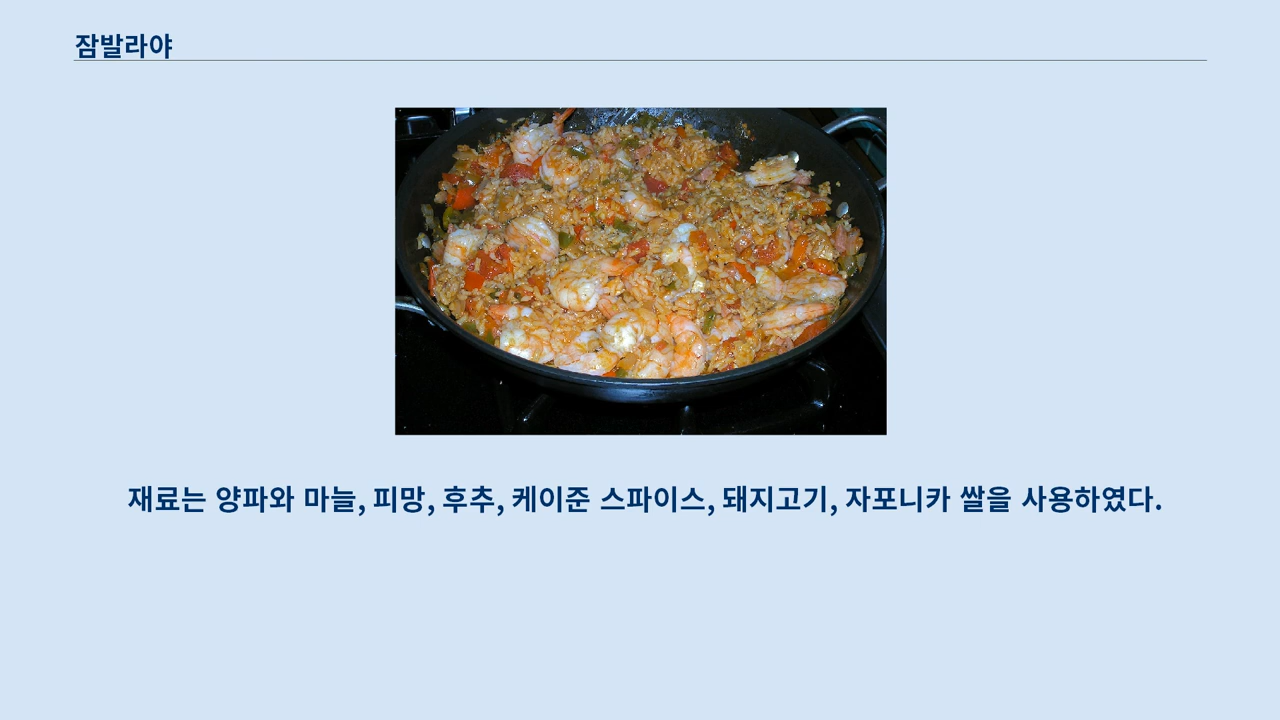 잠발라야
재료는 양파와 마늘, 피망, 후추, 케이준 스파이스, 돼지고기, 자포니카 쌀을 사용하였다.